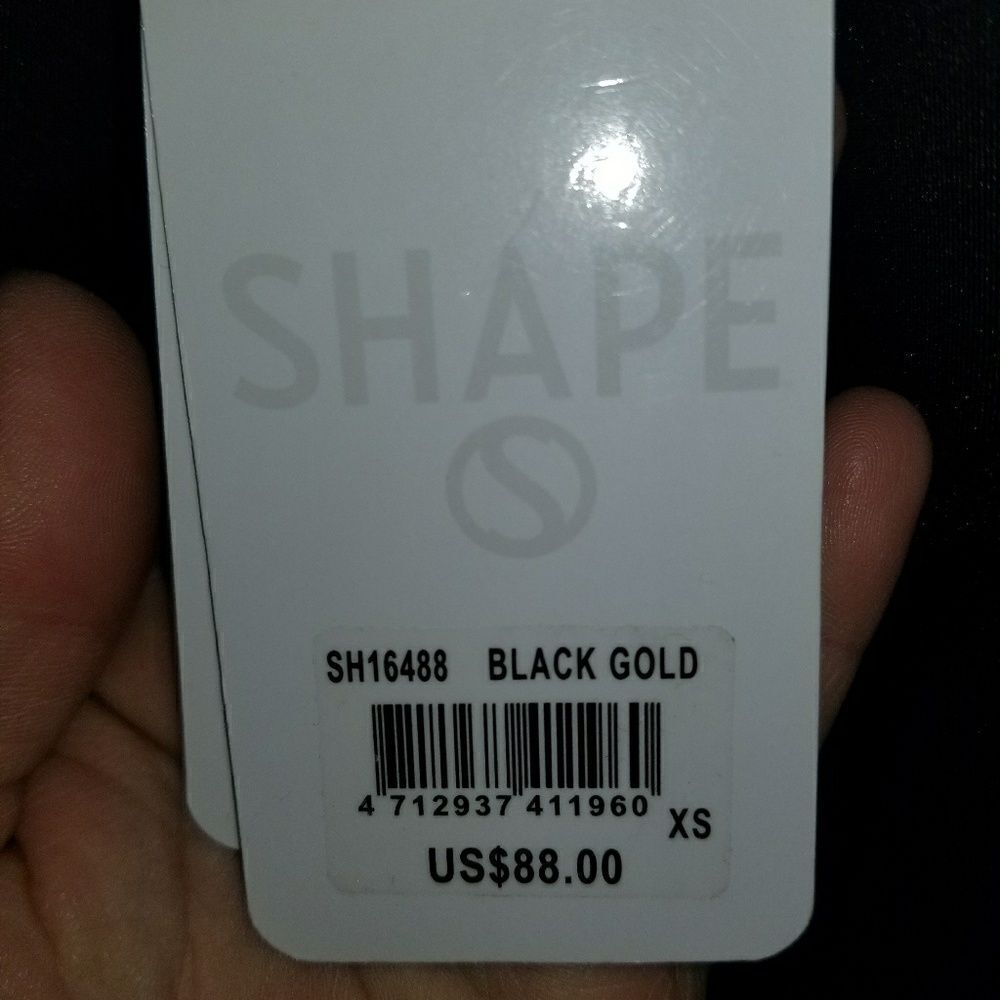 SHAPE
S
SH16488 BLACK GOLD
4 712937 411960
XS
US$88.00